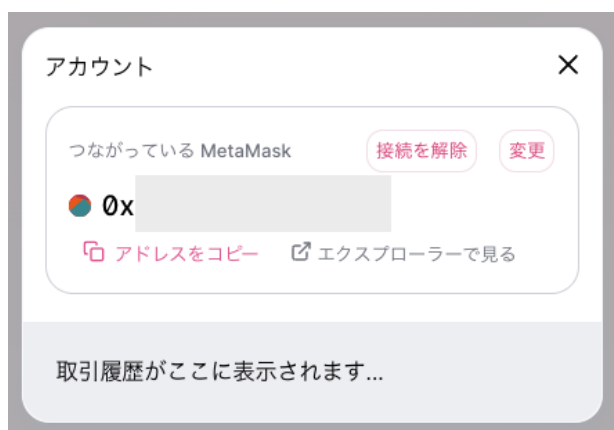 アカウント
つながっている MetaMask 接続を解除 変更
0x
アドレスをコピー エクスプローラーで見る
取引履歴がここに表示されます...